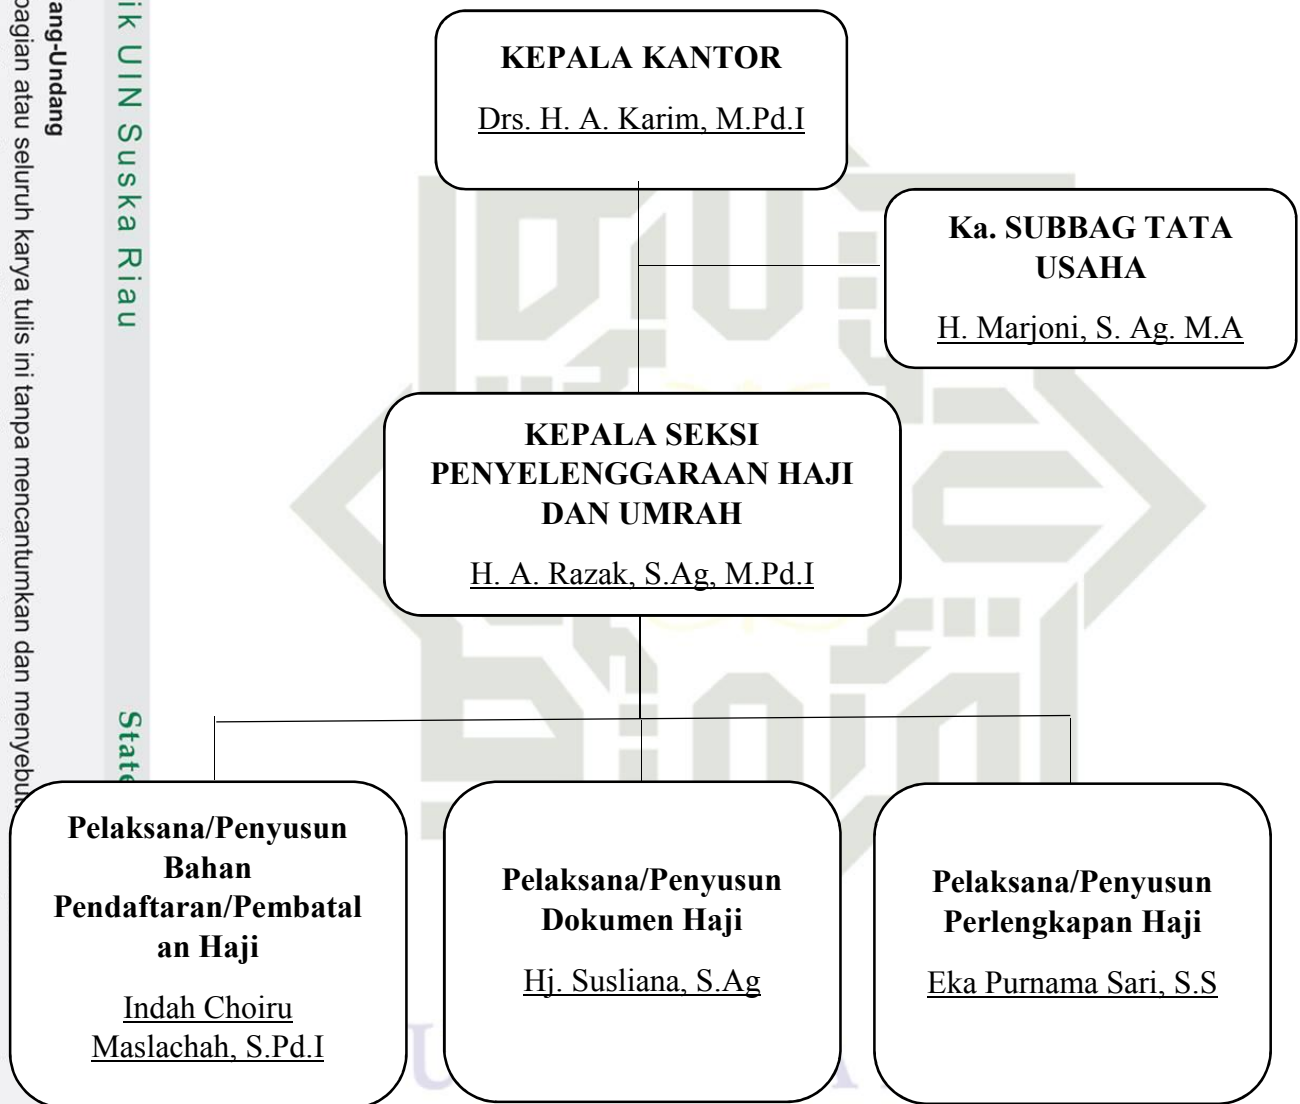 KEPALA KANTOR
Drs. H. A. Karim, M.Pd.I
Ka. SUBBAG TATA
USAHA
H. Marjoni, S. Ag. M.A
KEPALA SEKSI
PENYELENGGARAAN HAJI
DAN UMRAH
H. A. Razak, S.Ag, M.Pd.I
Pelaksana/Penyusun
Bahan
Pendaftaran/Pembatal
an Haji
Indah Choiru
Maslachah, S.Pd.I
Pelaksana/Penyusun
Dokumen Haji
Hj. Susliana, S.Ag
Pelaksana/Penyusun
Perlengkapan Haji
Eka Purnama Sari, S.S
ik UIN Suska Riau
State
ang-Undang
bagian atau seluruh karya tulis ini tanpa mencantumkan dan menyebut